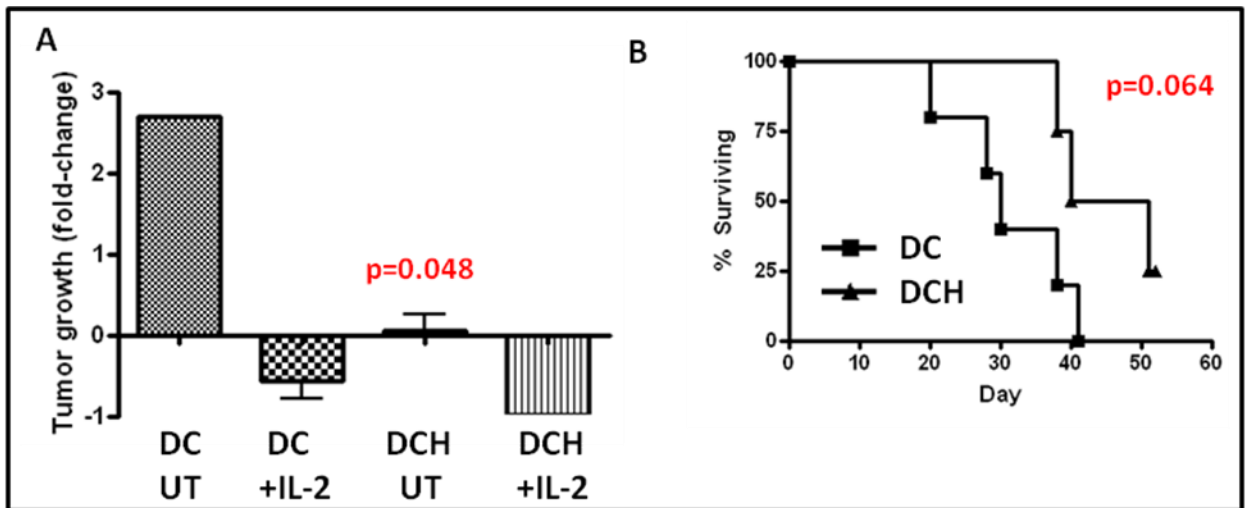 A
Tumor growth (fold-change)
3
2
1
0
-1
p=0.048
DC DC DCH DCH
UT +IL-2 UT +IL-2
B
% Surviving
100
75
50
25
0
p=0.064
DC
DCH
0 10 20 30 40 50 60
Day